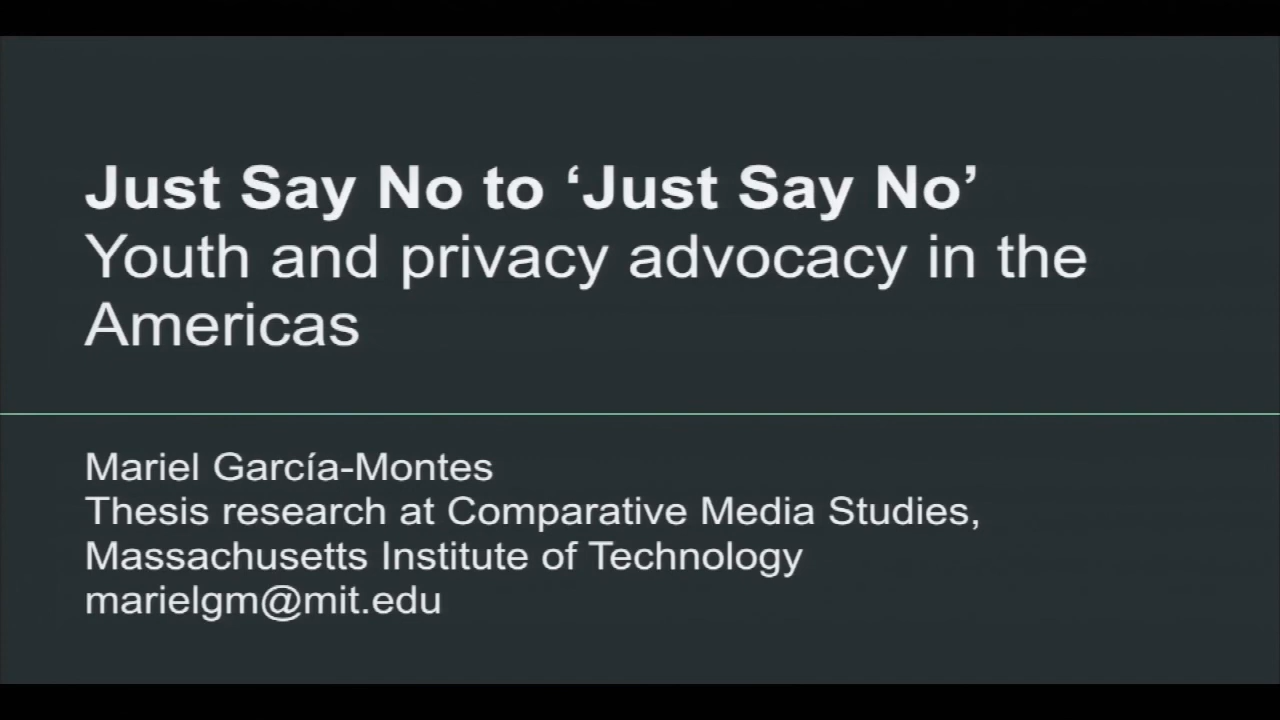 Just Say No to ‘Just Say No’
Youth and privacy advocacy in the
Americas
Mariel García-Montes
Thesis research at Comparative Media Studies,
Massachusetts Institute of Technology
marielgm@mit.edu